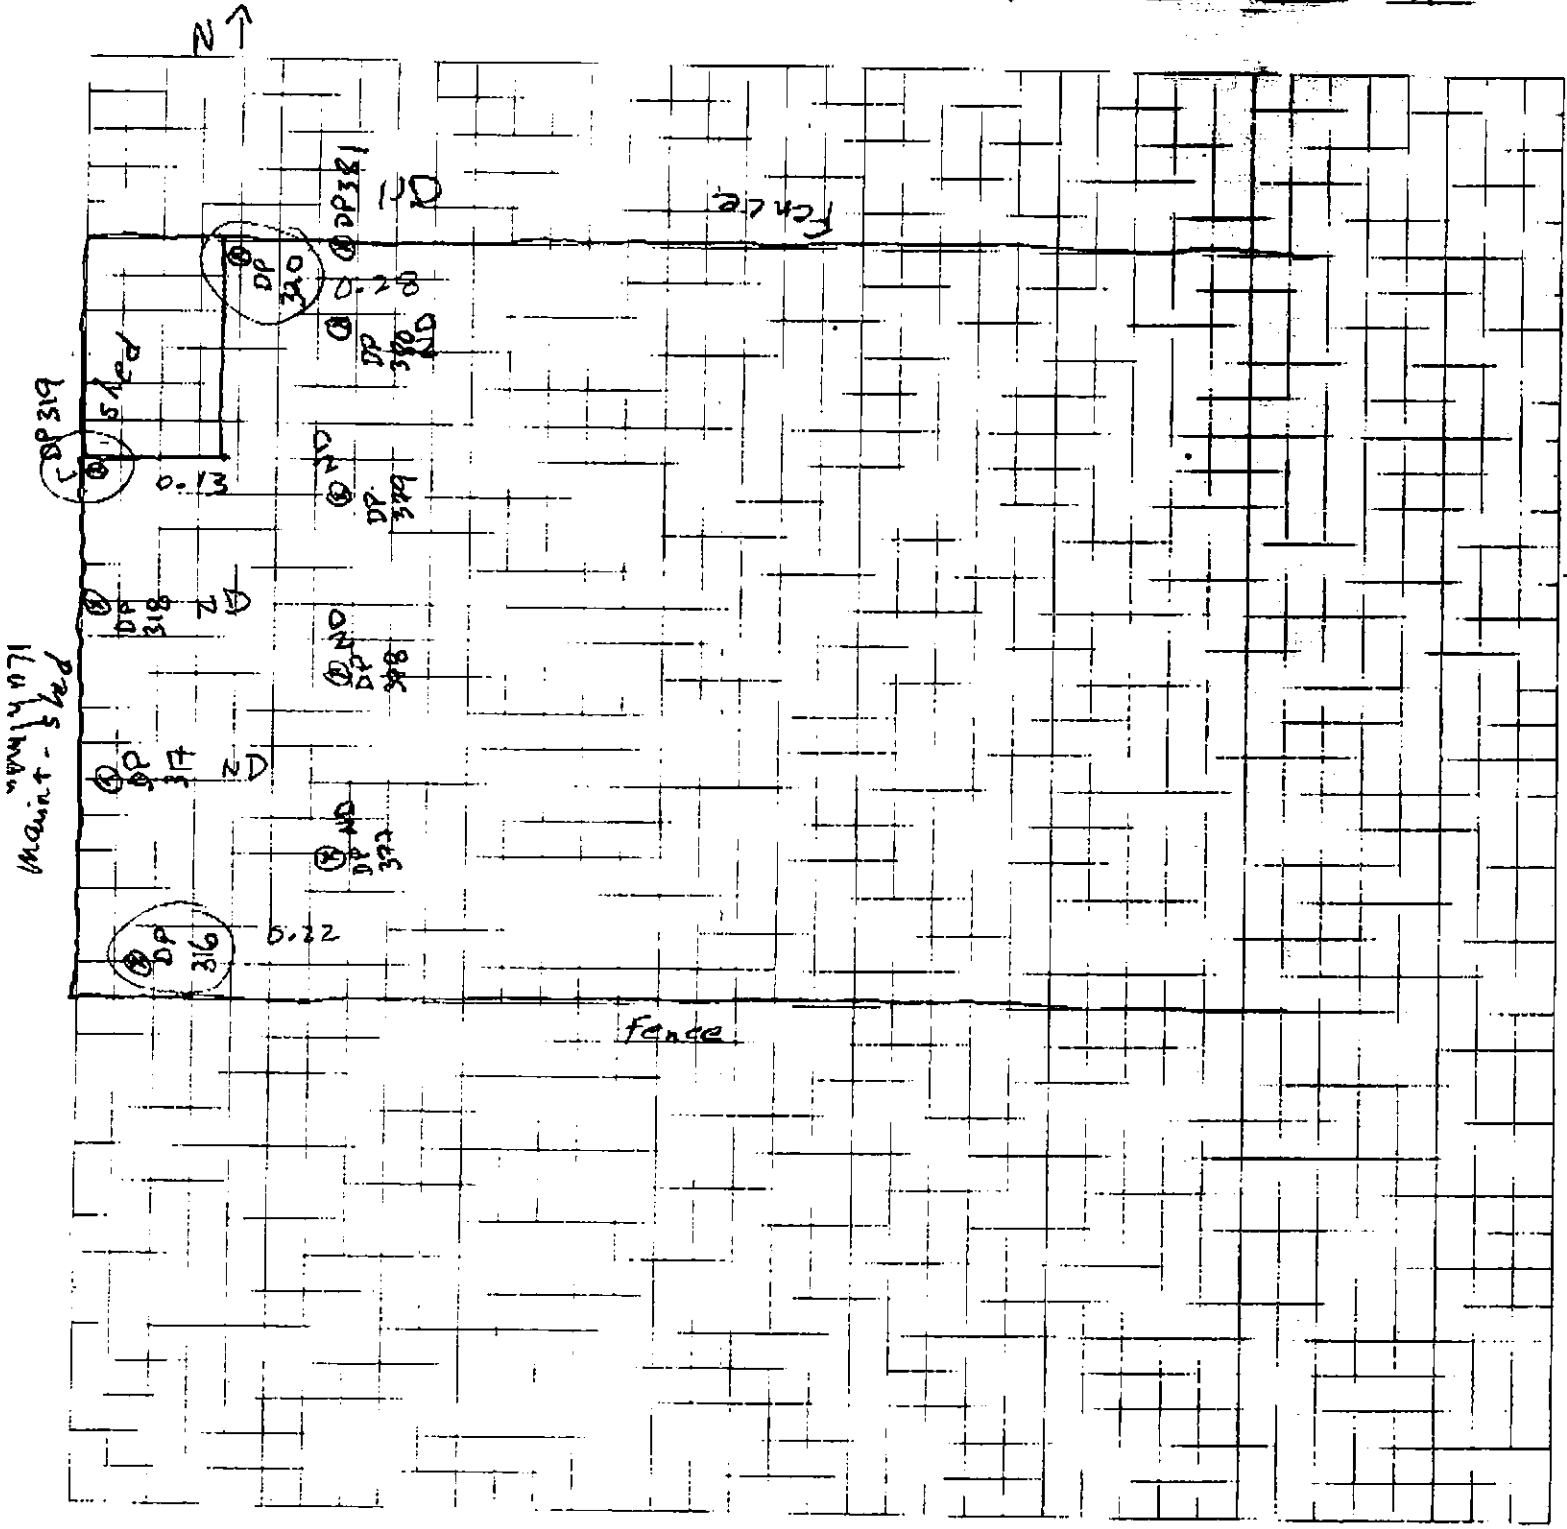 N ↑
DP381
ND
Fence
DP
320
0.28
DP
380
ND
shed
DP319
0.13
ND
DP
379
DP
318
ND
ND
DP
378
maint. shed
DP
317
ND
ND
DP
377
DP
316
0.22
Fence